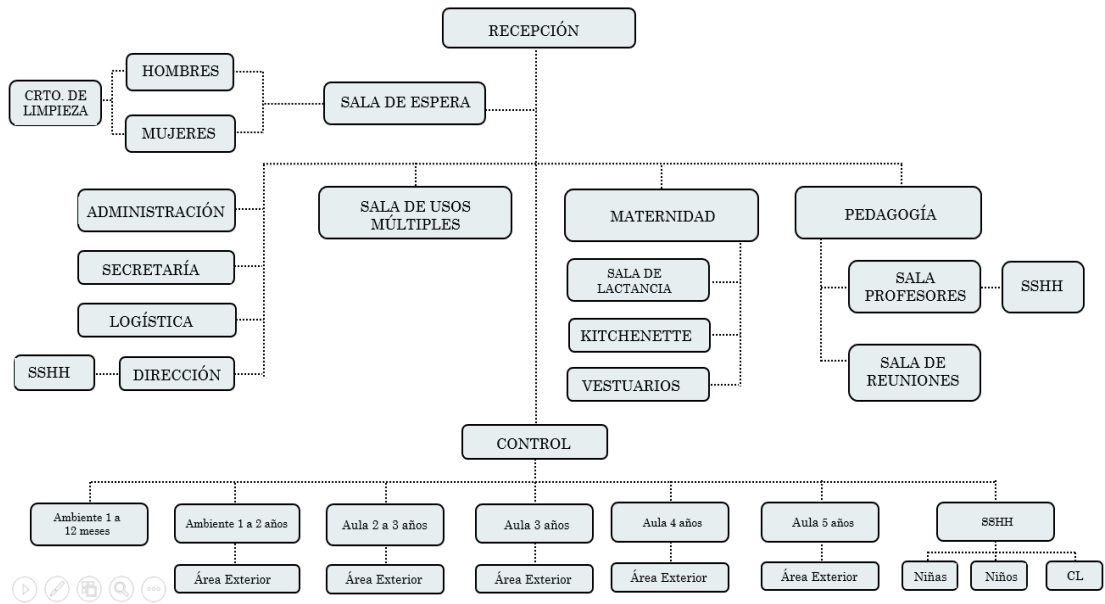 RECEPCIÓN
HOMBRES
CRTO. DE
LIMPIEZA
MUJERES
SALA DE ESPERA
ADMINISTRACIÓN
SALA DE USOS
MÚLTIPLES
MATERNIDAD
PEDAGOGÍA
SECRETARÍA
LOGÍSTICA
SSHH
DIRECCIÓN
SALA DE
LACTANCIA
KITCHENETTE
VESTUARIOS
SALA
PROFESORES
SSHH
SALA DE
REUNIONES
CONTROL
Ambiente 1 a
12 meses
Ambiente 1 a 2 años
Aula 2 a 3 años
Aula 3 años
Aula 4 años
Aula 5 años
SSHH
Área Exterior
Área Exterior
Área Exterior
Área Exterior
Área Exterior
Niñas
Niños
CL